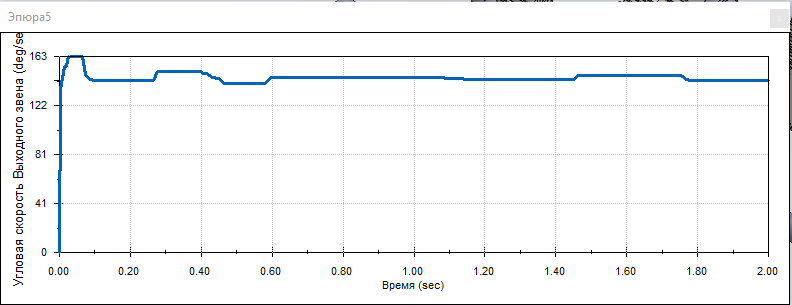 Эпюра5
Угловая скорость Выходного звена (deg/se
163
122
81
41
0
0.00 0.20 0.40 0.60 0.80 1.00 1.20 1.40 1.60 1.80 2.00
Время (sec)